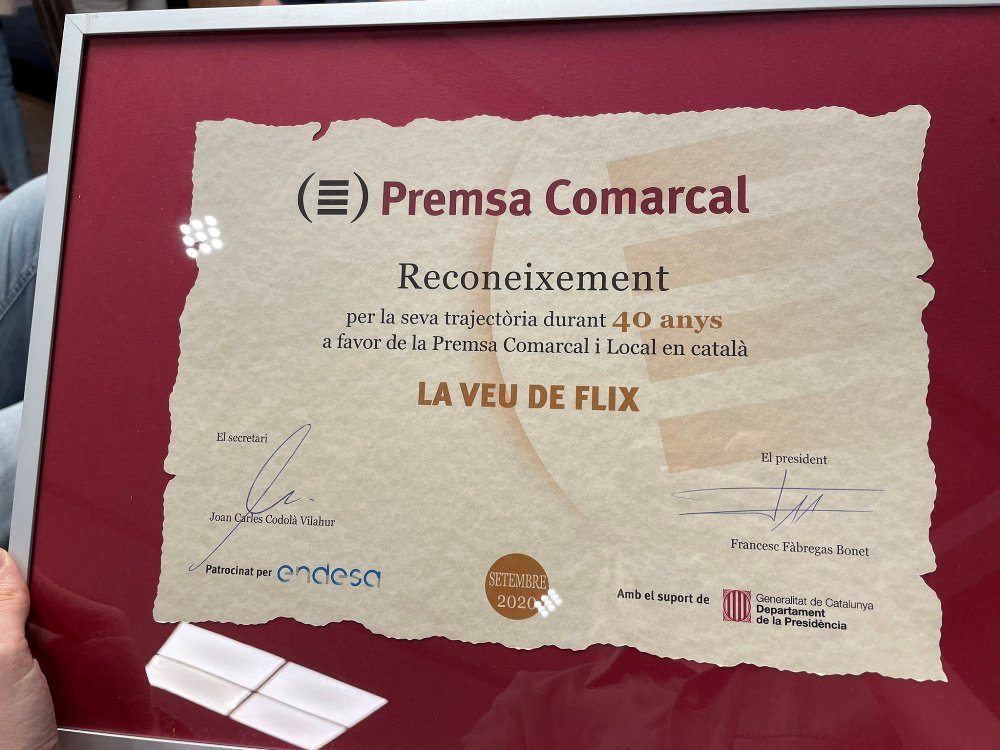 Premsa Comarcal
Reconeixement
per la seva trajectòria durant 40 anys
a favor de la Premsa Comarcal i Local en català
LA VEU DE FLIX
El secretari
Joan Carles Codolà Vilahur
El president
Francesc Fàbregas Bonet
Patrocinat per endesa
SETEMBRE
2020
Amb el suport de
Generalitat de Catalunya
Departament
de la Presidència